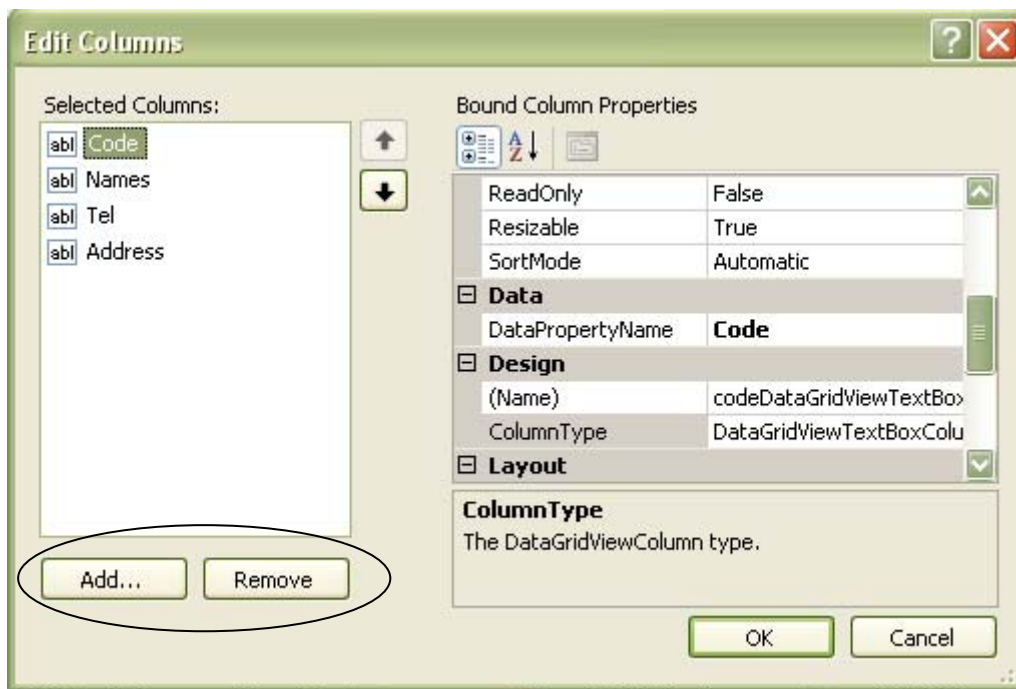 Edit Columns
Selected Columns:
abl Code
abl Names
abl Tel
abl Address
Add...
Remove
Bound Column Properties
A
Z
ReadOnly False
Resizable True
SortMode Automatic
Data
DataPropertyName Code
Design
(Name) codeDataGridViewTextBox
ColumnType DataGridViewTextBoxColu
Layout
ColumnType
The DataGridViewColumn type.
OK
Cancel